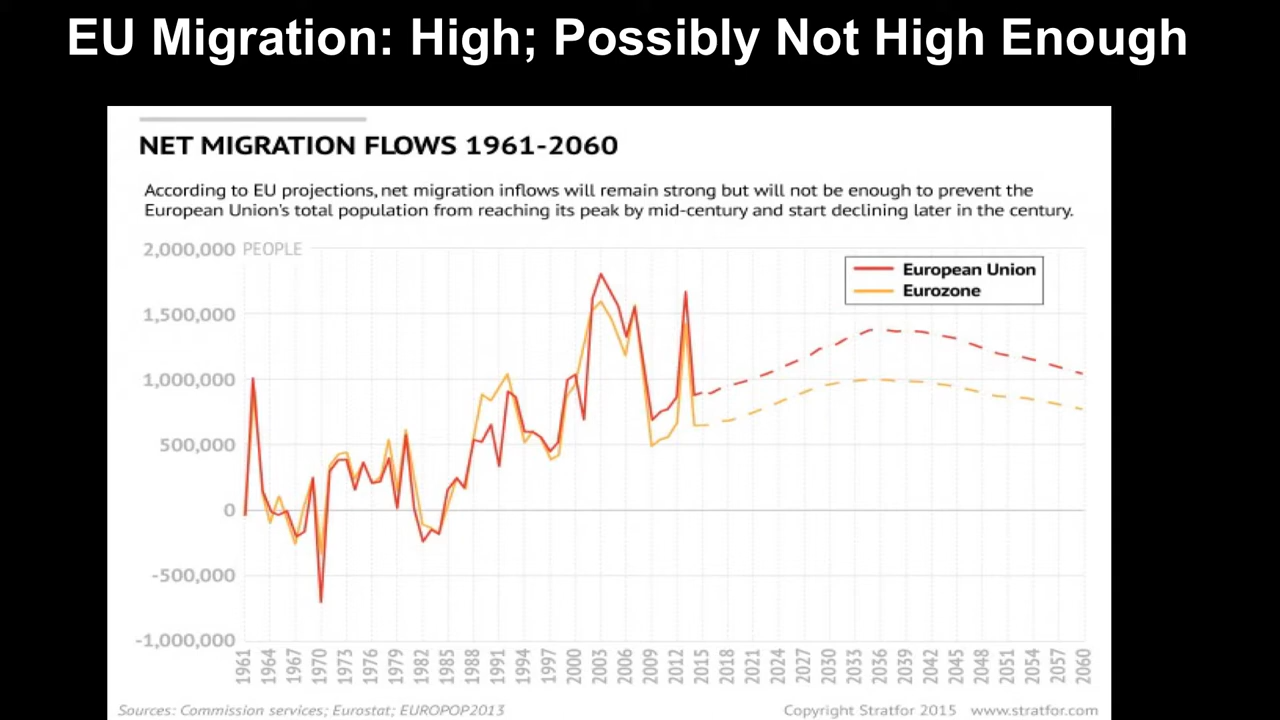 EU Migration: High; Possibly Not High Enough
NET MIGRATION FLOWS 1961-2060
According to EU projections, net migration inflows will remain strong but will not be enough to prevent the
European Union's total population from reaching its peak by mid-century and start declining later in the century.
2,000,000 PEOPLE
European Union
Eurozone
1,500,000
1,000,000
500,000
0
-500,000
-1,000,000
1961 1964 1967 1970 1973 1976 1979 1982 1985 1988 1991 1994 1997 2000 2003 2006 2009 2012 2015 2018 2021 2024 2027 2030 2033 2036 2039 2042 2045 2048 2051 2054 2057 2060
Sources: Commission services; Eurostat; EUROPOP2013
Copyright Stratfor 2015 www.stratfor.com